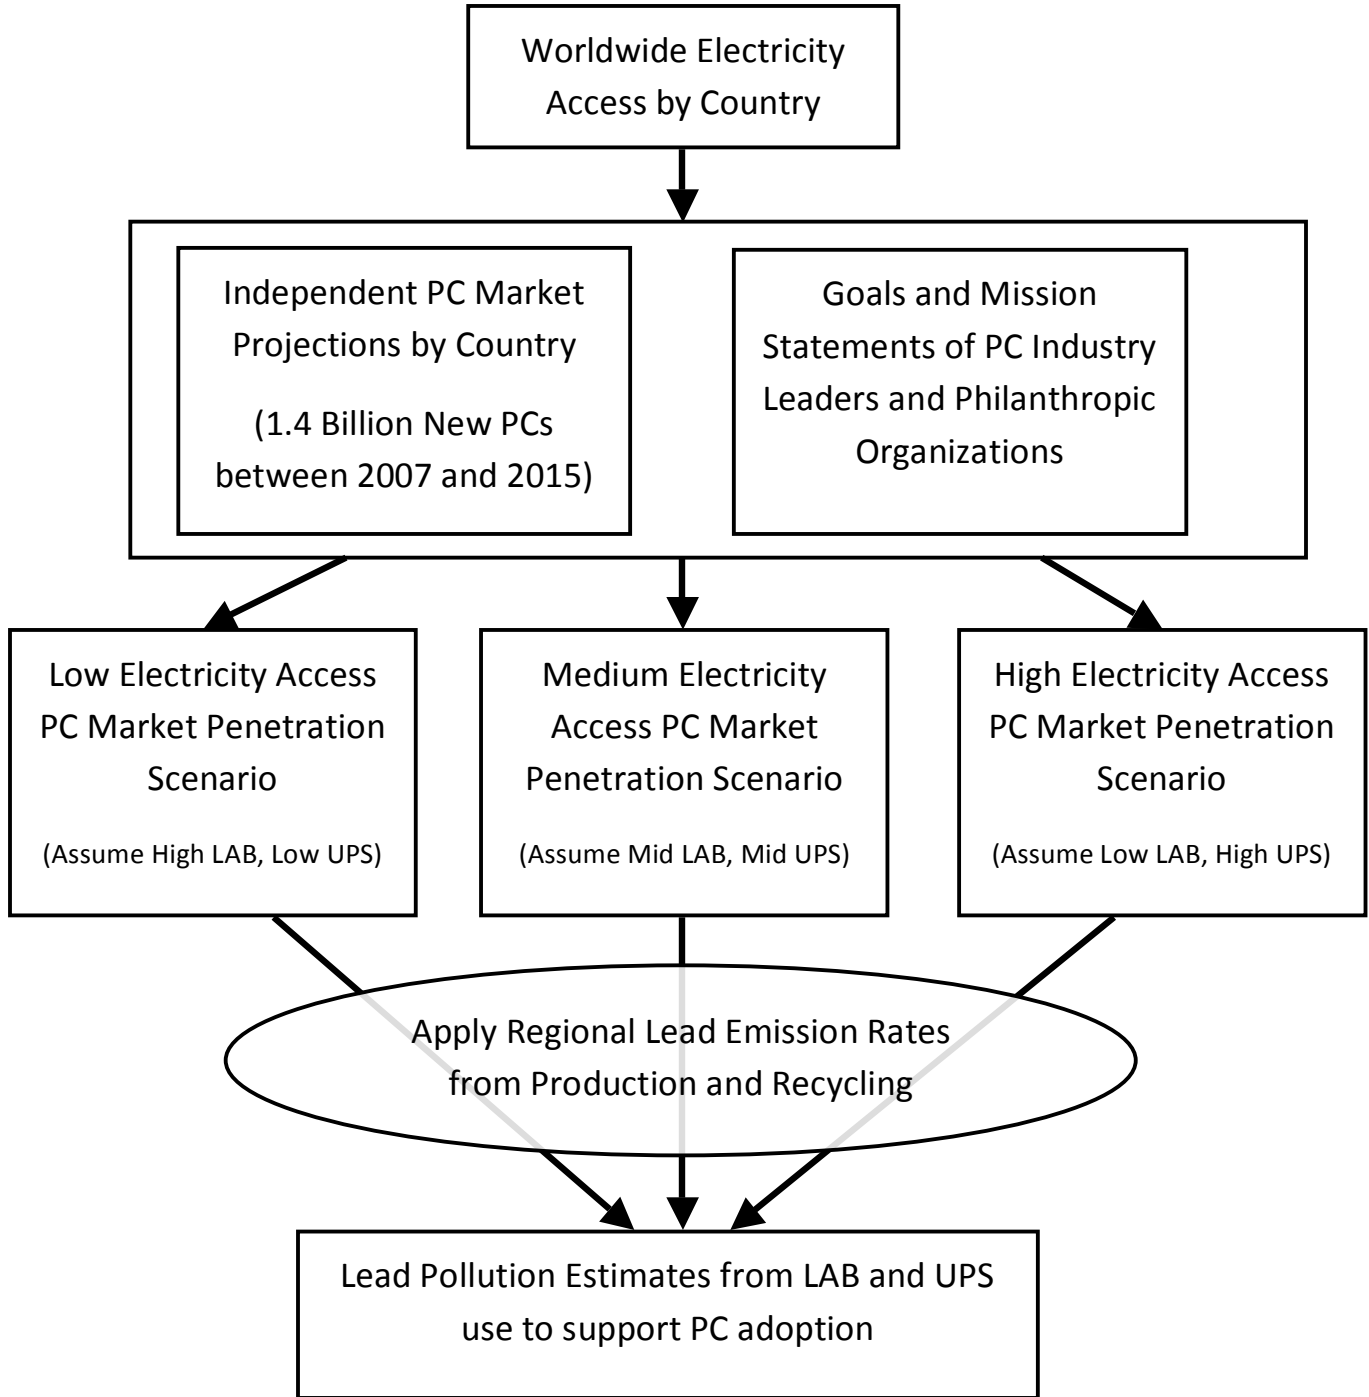 Worldwide Electricity
Access by Country
Independent PC Market
Projections by Country
(1.4 Billion New PCs
between 2007 and 2015)
Goals and Mission
Statements of PC Industry
Leaders and Philanthropic
Organizations
Low Electricity Access
PC Market Penetration
Scenario
(Assume High LAB, Low UPS)
Medium Electricity
Access PC Market
Penetration Scenario
(Assume Mid LAB, Mid UPS)
High Electricity Access
PC Market Penetration
Scenario
(Assume Low LAB, High UPS)
Apply Regional Lead Emission Rates
from Production and Recycling
Lead Pollution Estimates from LAB and UPS
use to support PC adoption